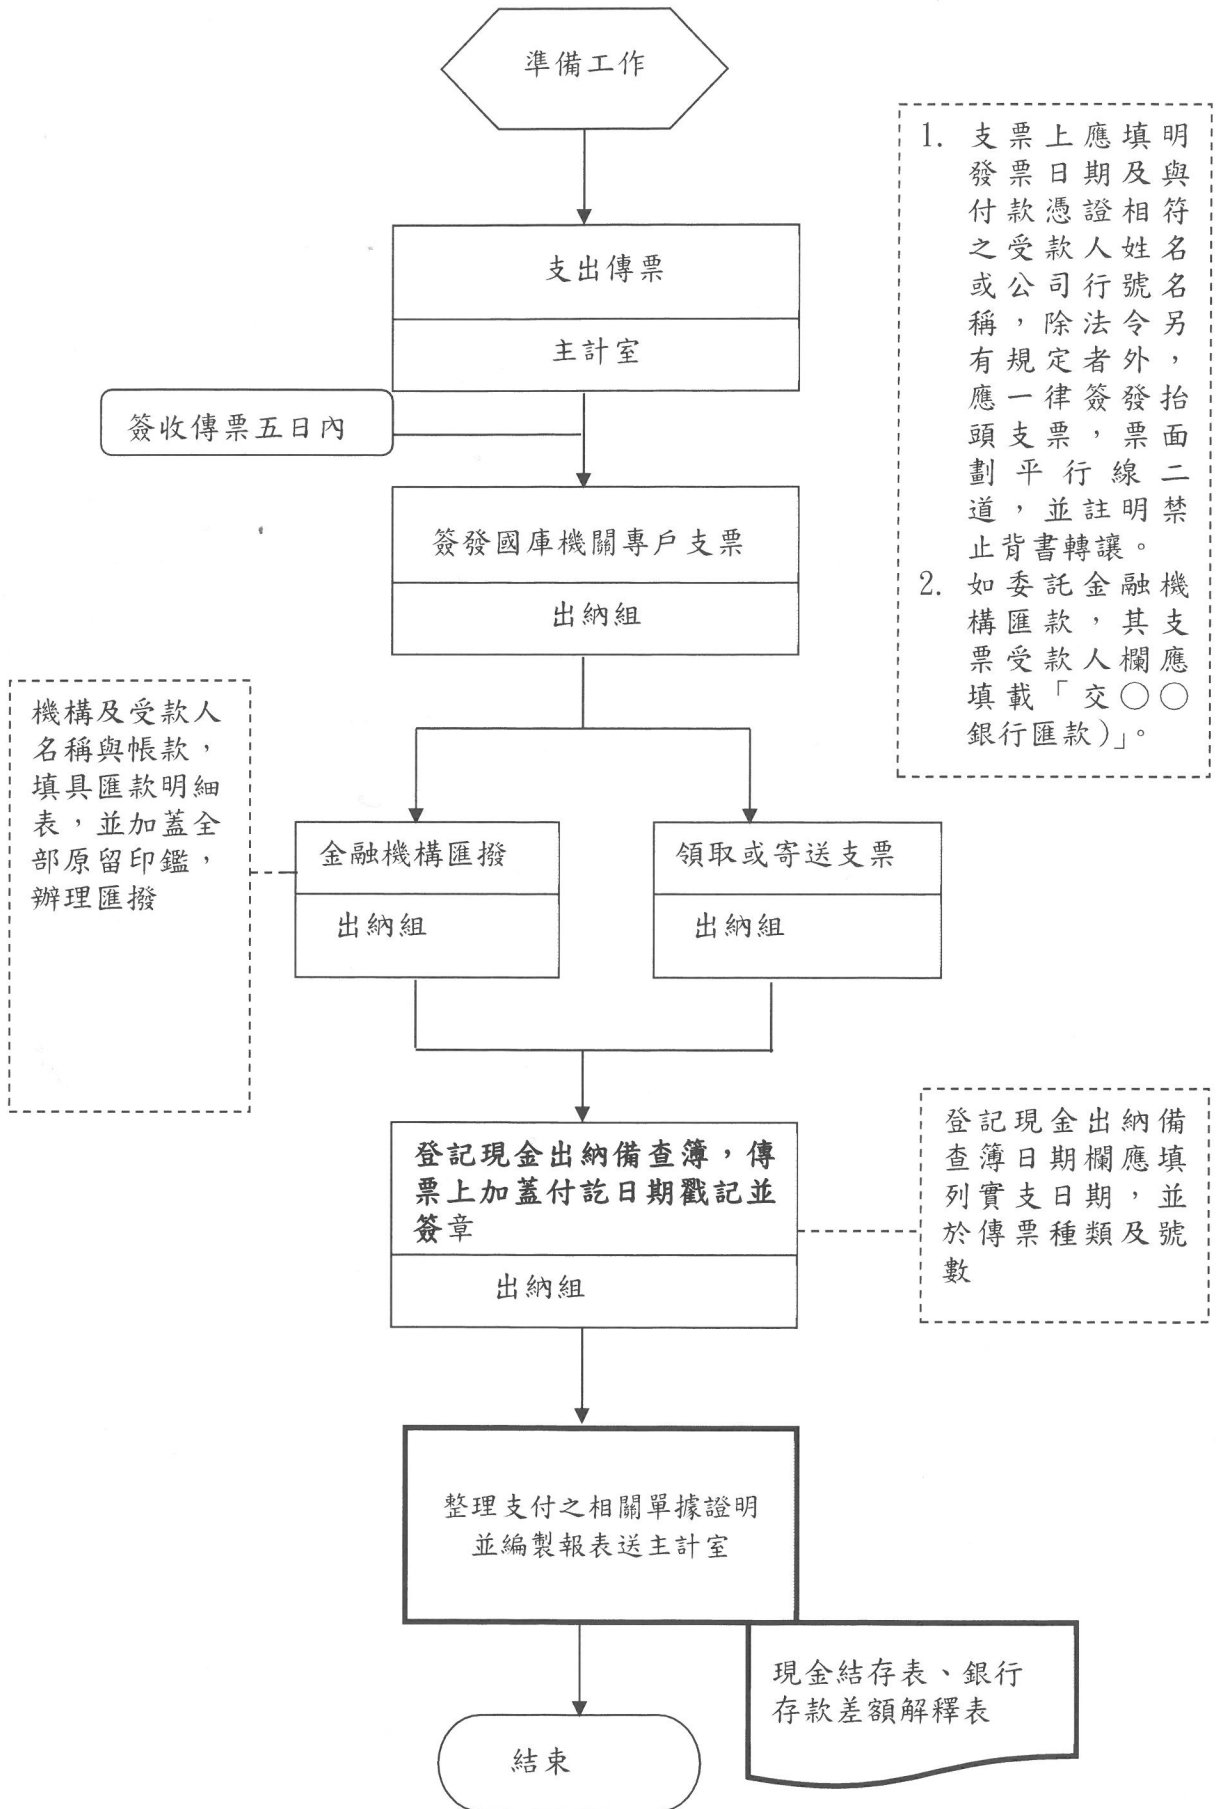 準備工作
1. 支票上應填明
發票日期及與
付款憑證相符
之受款人姓名
或公司行號名
稱，除法令另
有規定者外，
應一律簽發抬
頭支票，票面
劃平行線二
道，並註明禁
止背書轉讓。
2. 如委託金融機
構匯款，其支
票受款人欄應
填載「交○○
銀行匯款)」。
支出傳票
主計室
簽收傳票五日內
簽發國庫機關專戶支票
出納組
機構及受款人
名稱與帳款，
填具匯款明細
表，並加蓋全
部原留印鑑，
辦理匯撥
金融機構匯撥
出納組
領取或寄送支票
出納組
登記現金出納備查簿，傳
票上加蓋付訖日期戳記並
簽章
出納組
登記現金出納備
查簿日期欄應填
列實支日期，並
於傳票種類及號
數
整理支付之相關單據證明
並編製報表送主計室
現金結存表、銀行
存款差額解釋表
結束